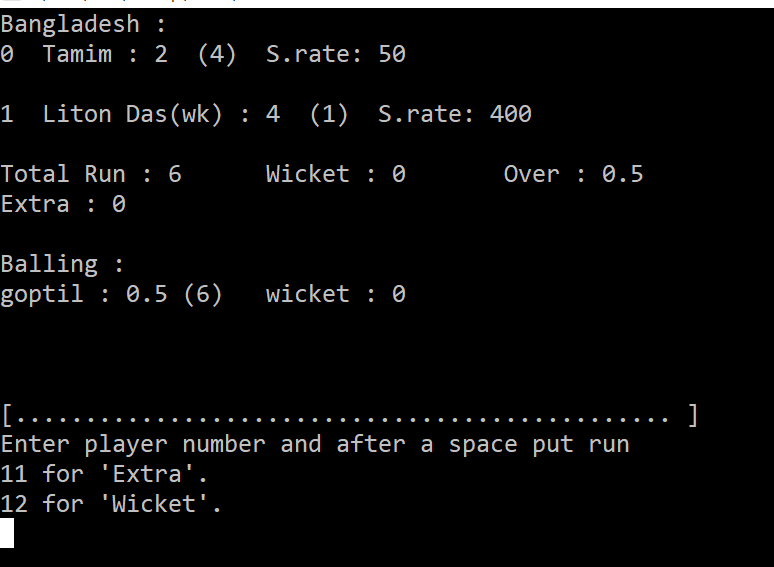 Bangladesh :
0  Tamim : 2  (4)  S.rate: 50
1  Liton Das(wk) : 4  (1)  S.rate: 400
Total Run : 6      Wicket : 0       Over : 0.5
Extra : 0
Balling :
goptil : 0.5 (6)   wicket : 0
[............................................... ]
Enter player number and after a space put run
11 for 'Extra'.
12 for 'Wicket'.